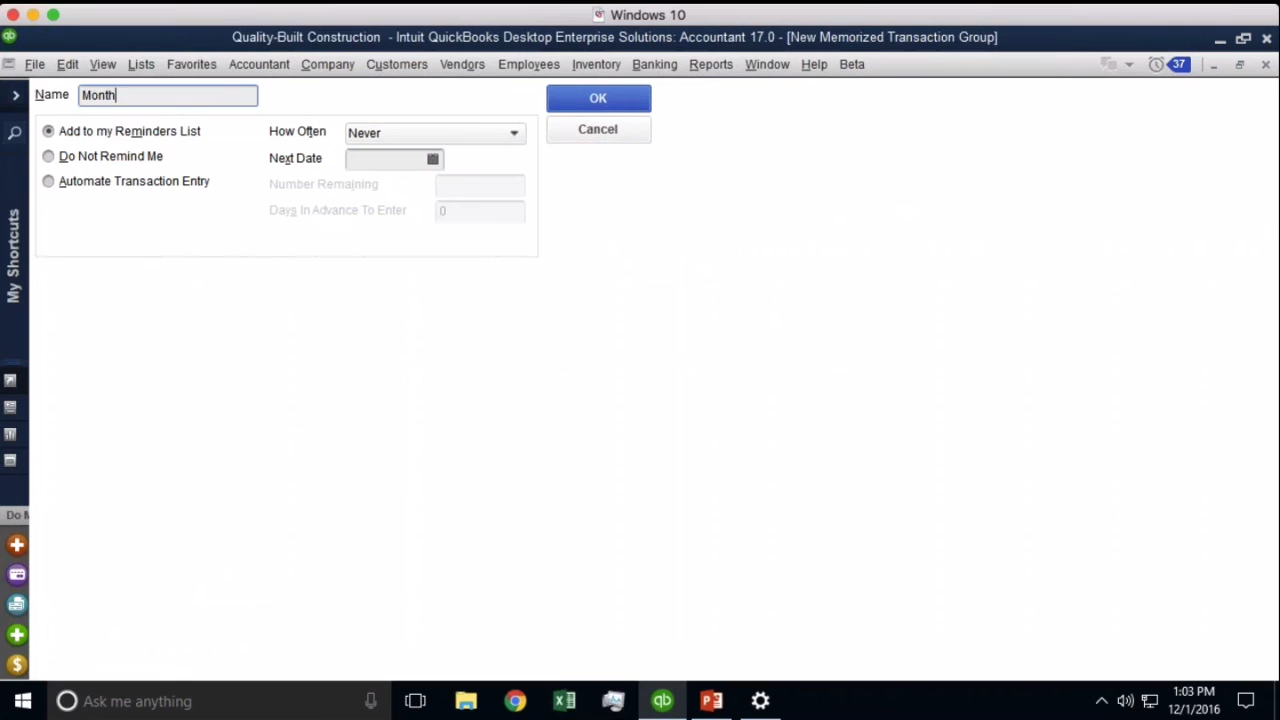 Windows 10
qb
Quality-Built Construction - Intuit QuickBooks Desktop Enterprise Solutions: Accountant 17.0 - [New Memorized Transaction Group]
File Edit View Lists Favorites Accountant Company Customers Vendors Employees Inventory Banking Reports Window Help Beta 37
Name Month
OK
Cancel
Add to my Reminders List
Do Not Remind Me
Automate Transaction Entry
How Often Never
Next Date
Number Remaining
Days In Advance To Enter 0
My Shortcuts
Do M
Ask me anything
qb
1:03 PM
12/1/2016